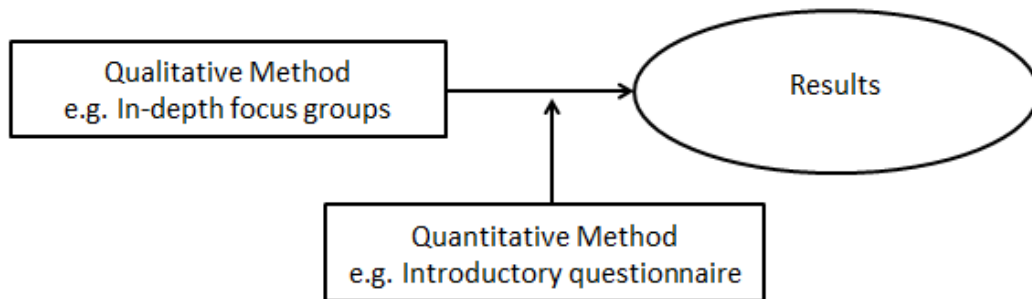 Qualitative Method
e.g. In-depth focus groups
Results
Quantitative Method
e.g. Introductory questionnaire